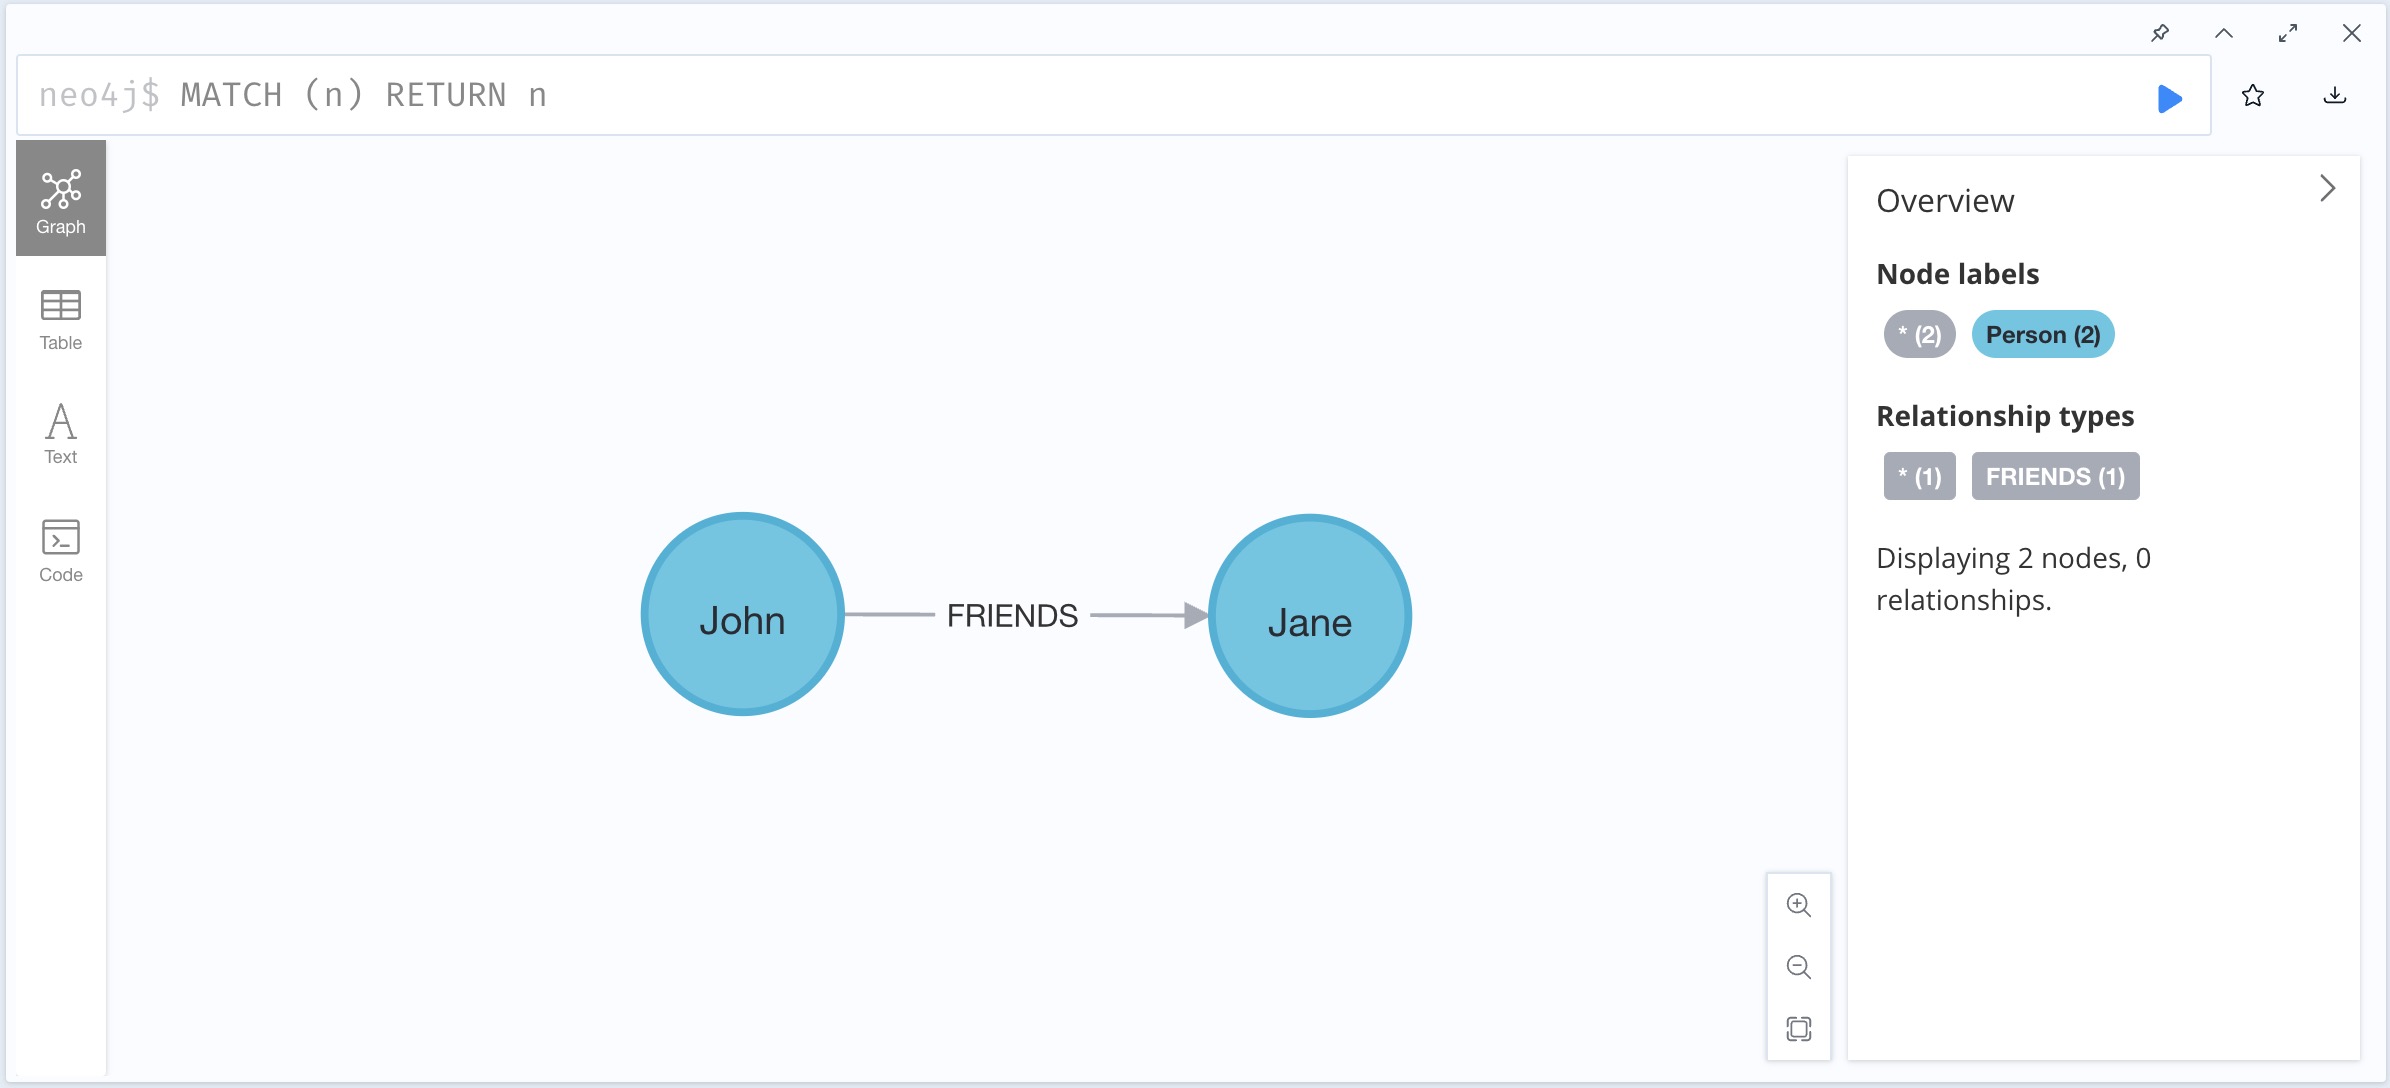 neo4j$ MATCH (n) RETURN n
Graph
Table
Text
Code
John
FRIENDS
Jane
Overview
Node labels
* (2) Person (2)
Relationship types
* (1) FRIENDS (1)
Displaying 2 nodes, 0
relationships.